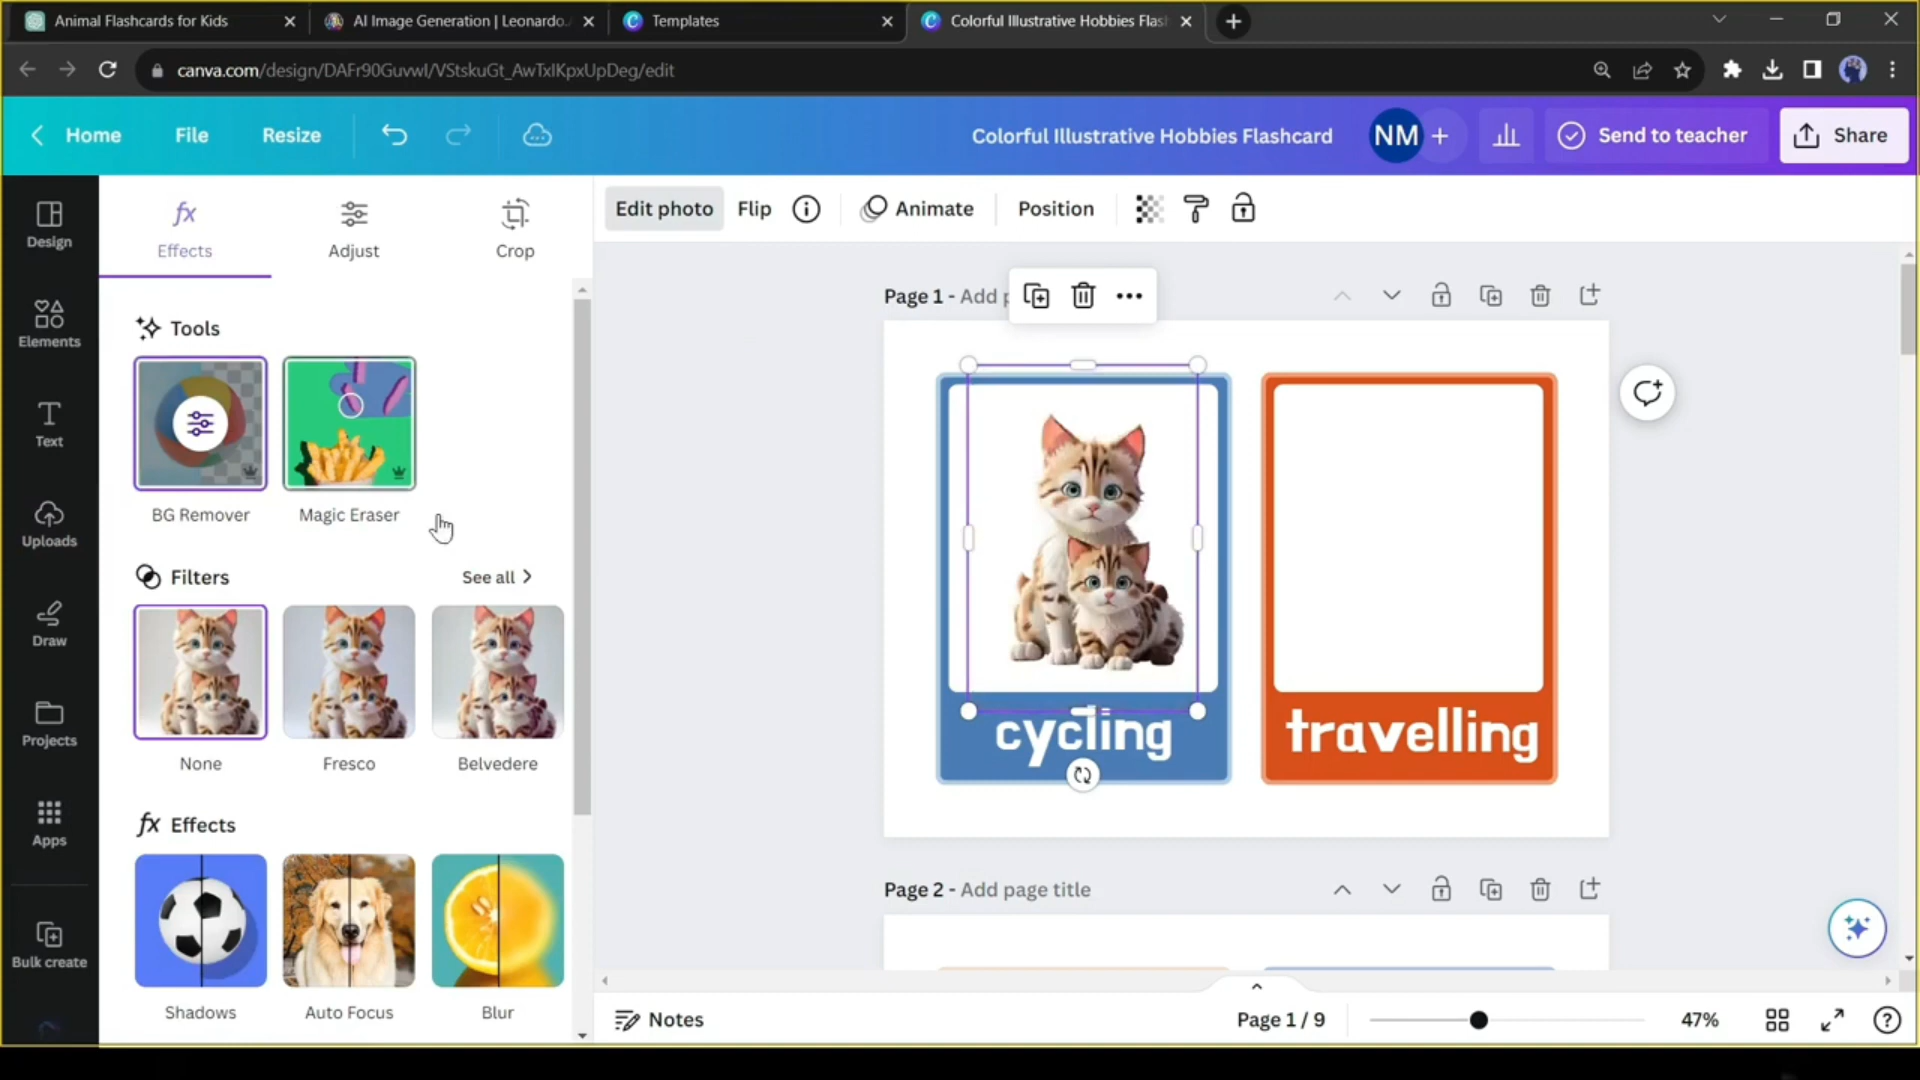 Animal Flashcards for Kids
AI Image Generation | Leonardo.
Templates
Colorful Illustrative Hobbies Flash
canva.com/design/DAFr90Guvwl/VStskuGt_AwTxlKpxUpDeg/edit
Home
File
Resize
Colorful Illustrative Hobbies Flashcard
NM
Send to teacher
Share
Design
Elements
Text
Uploads
Draw
Projects
Apps
Bulk create
Effects
Adjust
Crop
Tools
BG Remover
Magic Eraser
Filters
See all
None
Fresco
Belvedere
fx Effects
Shadows
Auto Focus
Blur
Edit photo
Flip
Animate
Position
Page 1 - Add p
cycling
travelling
Page 2 - Add page title
Notes
Page 1 / 9
47%